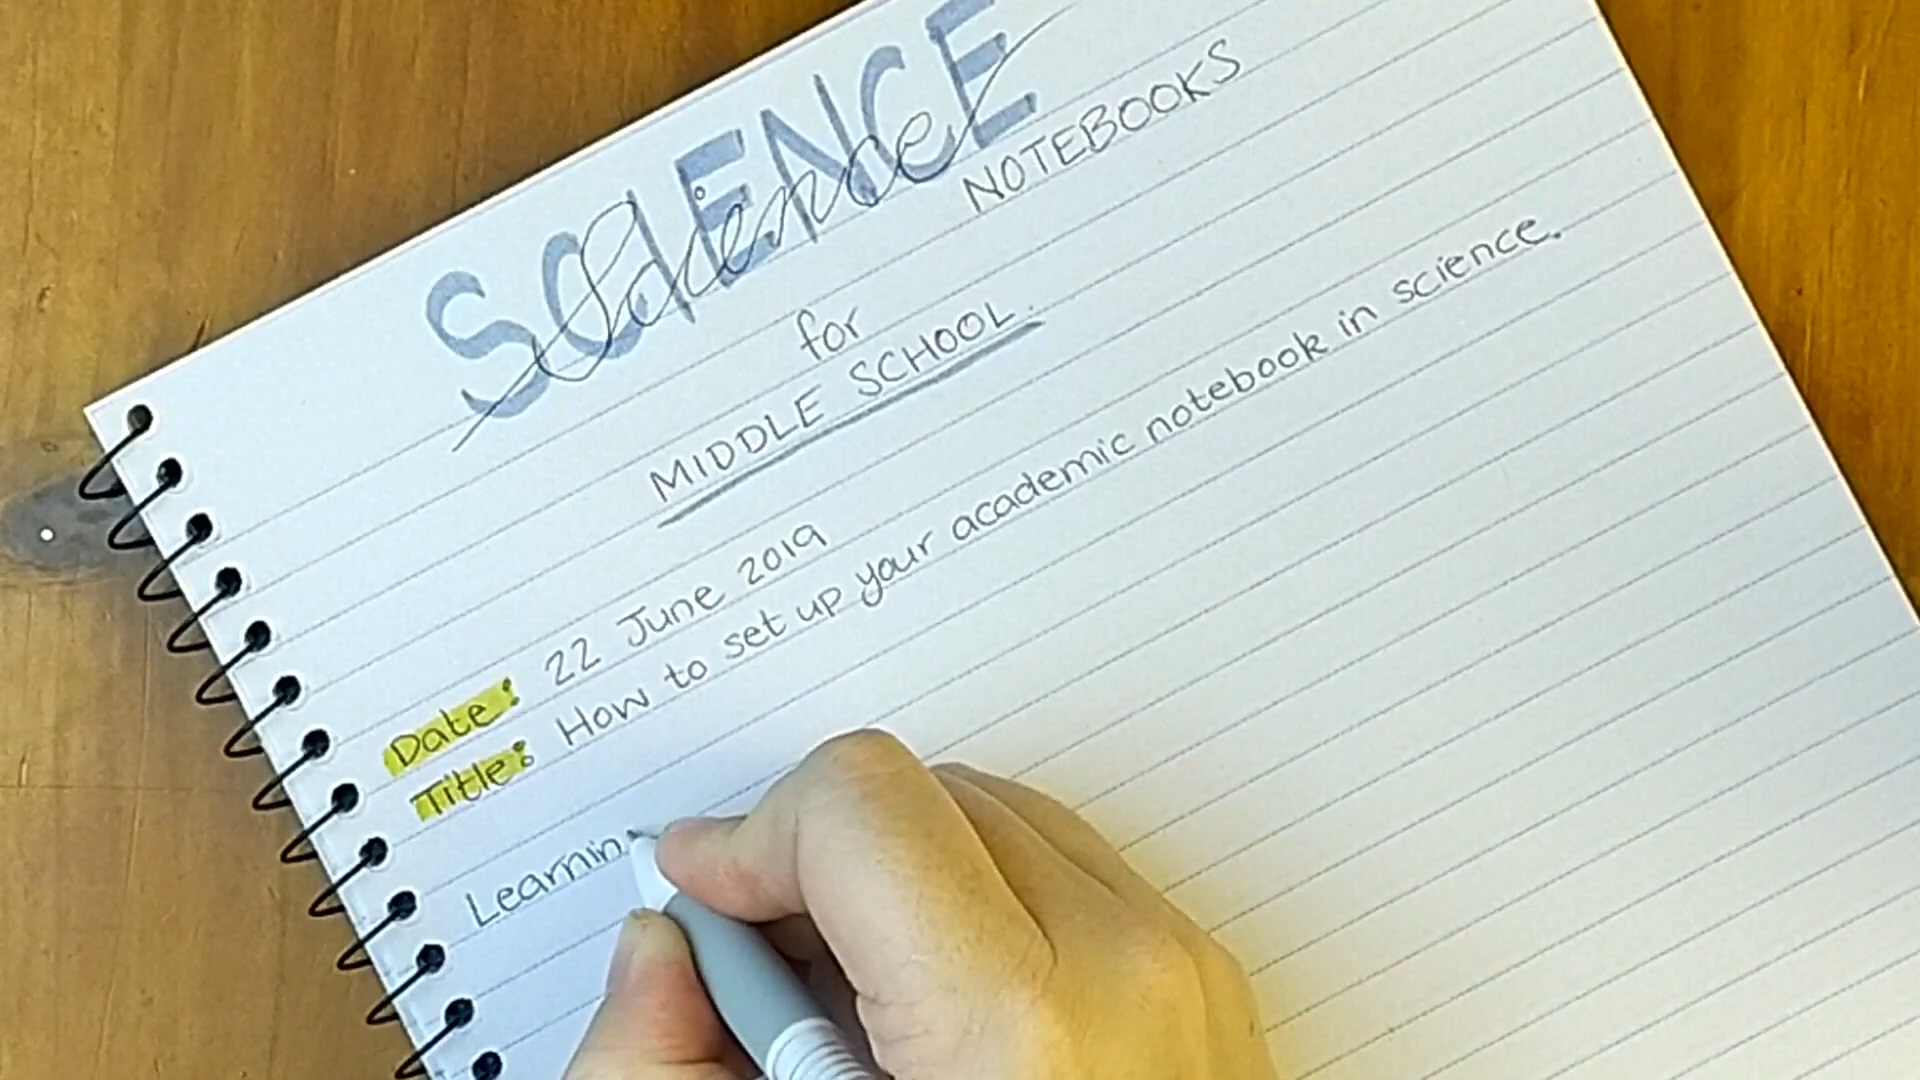 SCIENCE
Science
NOTEBOOKS
for
MIDDLE SCHOOL.
Date: 22 June 2019
Title: How to set up your academic notebook in science.
Learnin